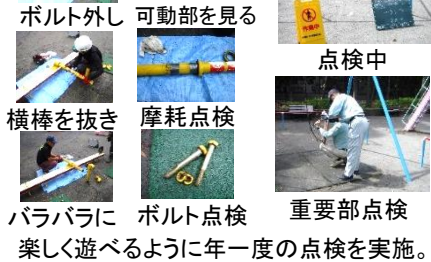 ボルト外し 可動部を見る
点検中
横棒を抜き 摩耗点検
バラバラに ボルト点検
重要部点検
楽しく遊べるように年一度の点検を実施。